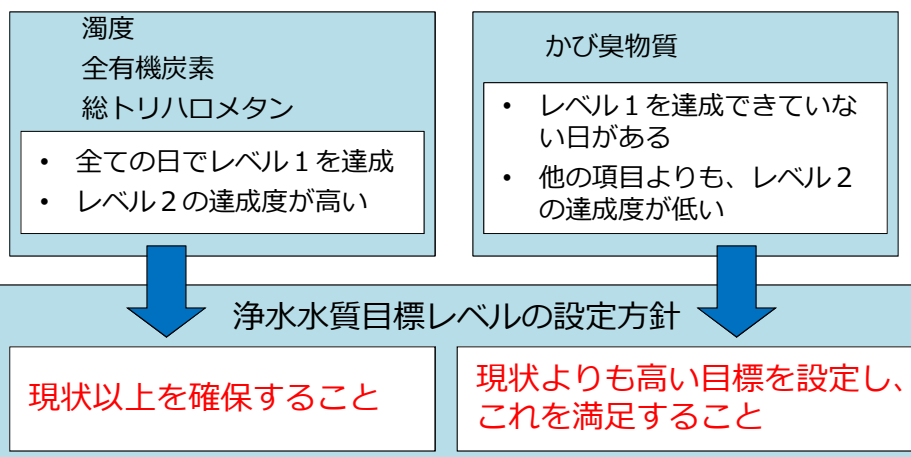 濁度
全有機炭素
総トリハロメタン
• 全ての日でレベル１を達成
• レベル２の達成度が高い
かび臭物質
• レベル１を達成できていな
い日がある
• 他の項目よりも、レベル２
の達成度が低い
浄水水質目標レベルの設定方針
現状以上を確保すること
現状よりも高い目標を設定し、
これを満足すること